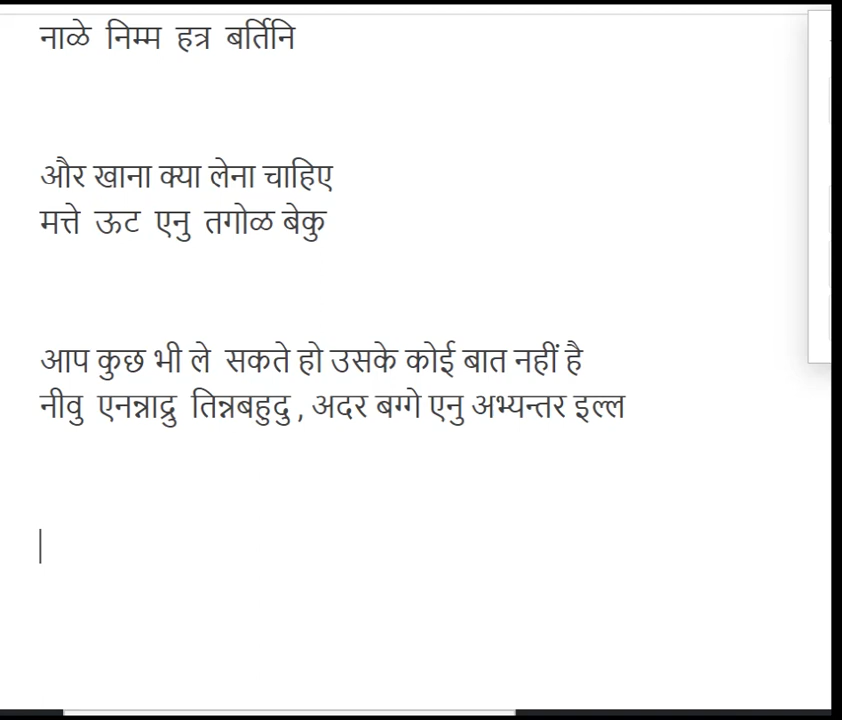 नाळे निम्म हत्र बर्तिनि
और खाना क्या लेना चाहिए
मत्ते ऊट एनु तगोळ बेकु
आप कुछ भी ले सकते हो उसके कोई बात नहीं है
नीवु एनन्नाद्रु तिन्नबहुदु , अदर बग्गे एनु अभ्यन्तर इल्ल